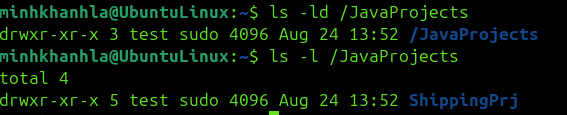 minhkhanhla@UbuntuLinux:~$ ls -ld /JavaProjects
drwxr-xr-x 3 test sudo 4096 Aug 24 13:52 /JavaProjects
minhkhanhla@UbuntuLinux:~$ ls -l /JavaProjects
total 4
drwxr-xr-x 5 test sudo 4096 Aug 24 13:52 ShippingPrj